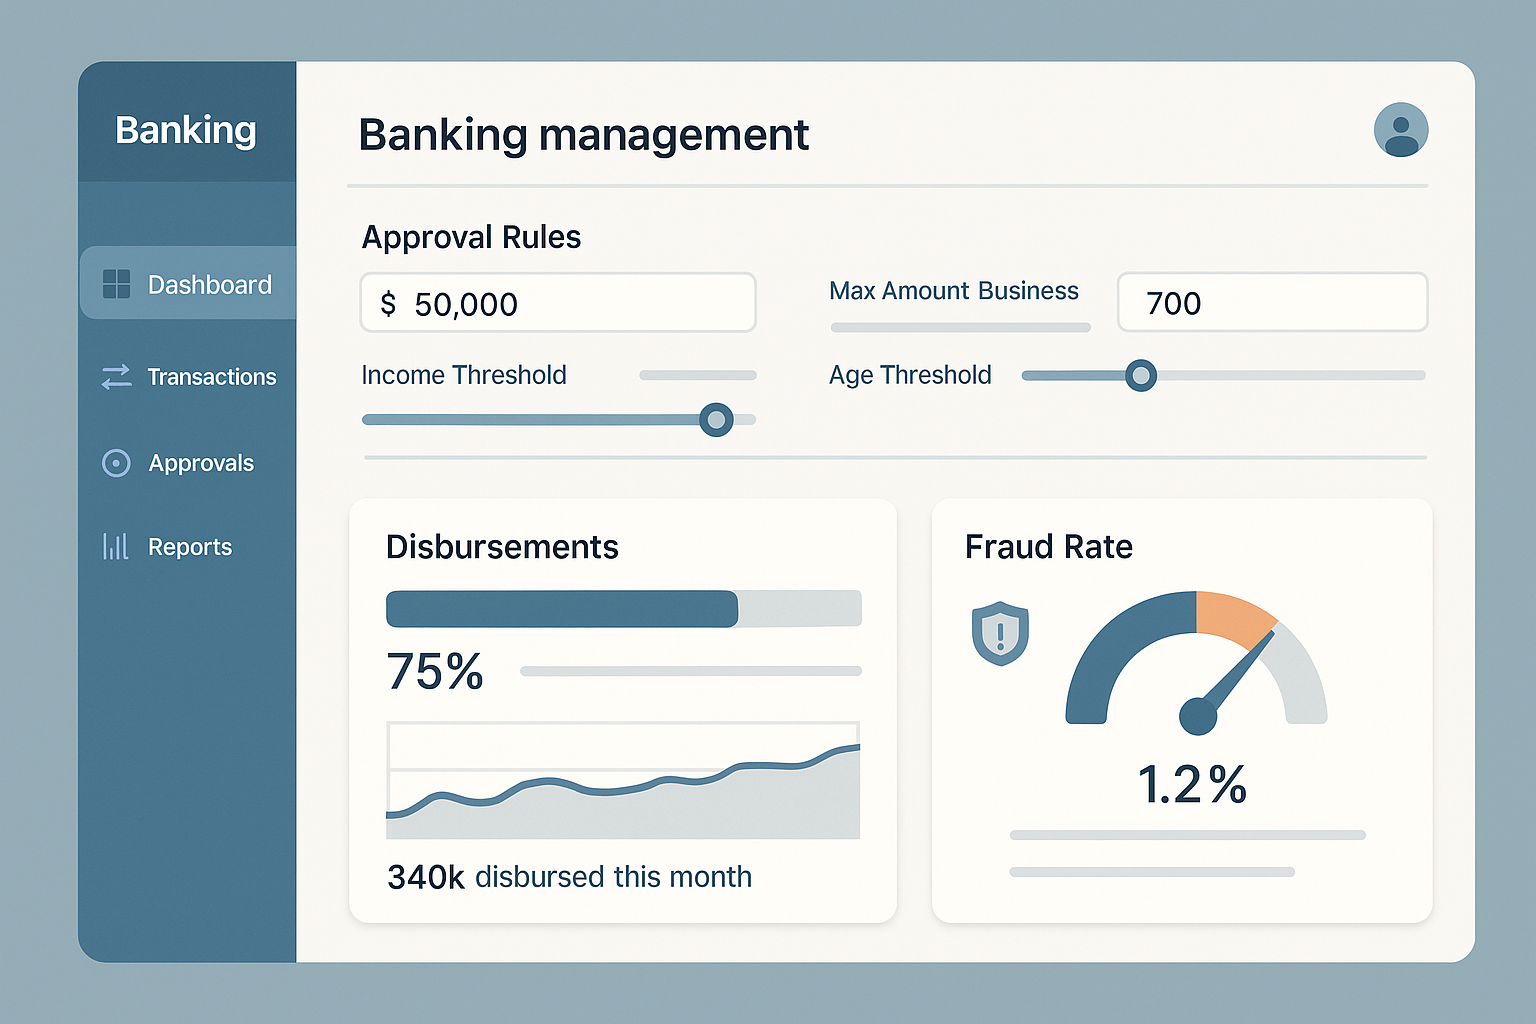 Banking
Dashboard
Transactions
Approvals
Reports
Banking management
Approval Rules
$ 50,000
Max Amount Business
700
Income Threshold
Age Threshold
Disbursements
75%
340k disbursed this month
Fraud Rate
1.2%